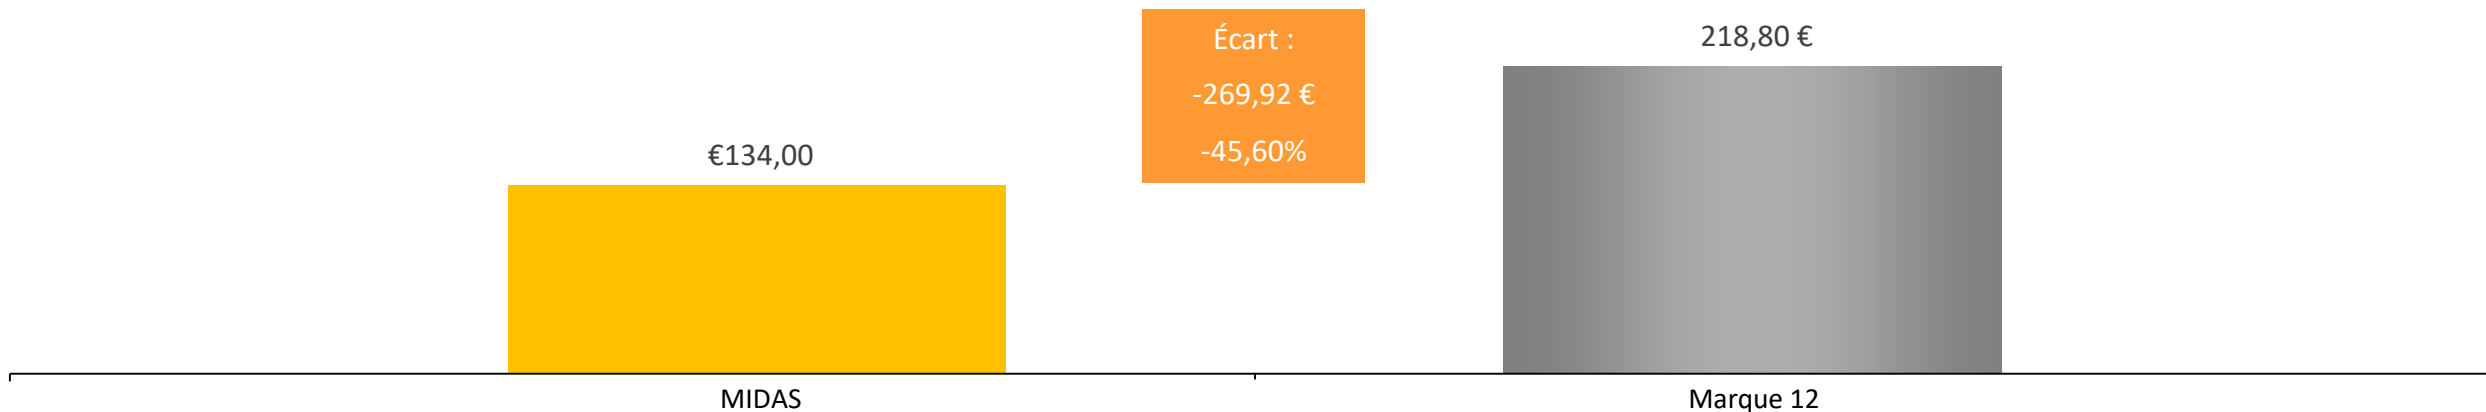 Écart :
-269,92 €
-45,60%
218,80 €
€134,00
MIDAS
Marque 12